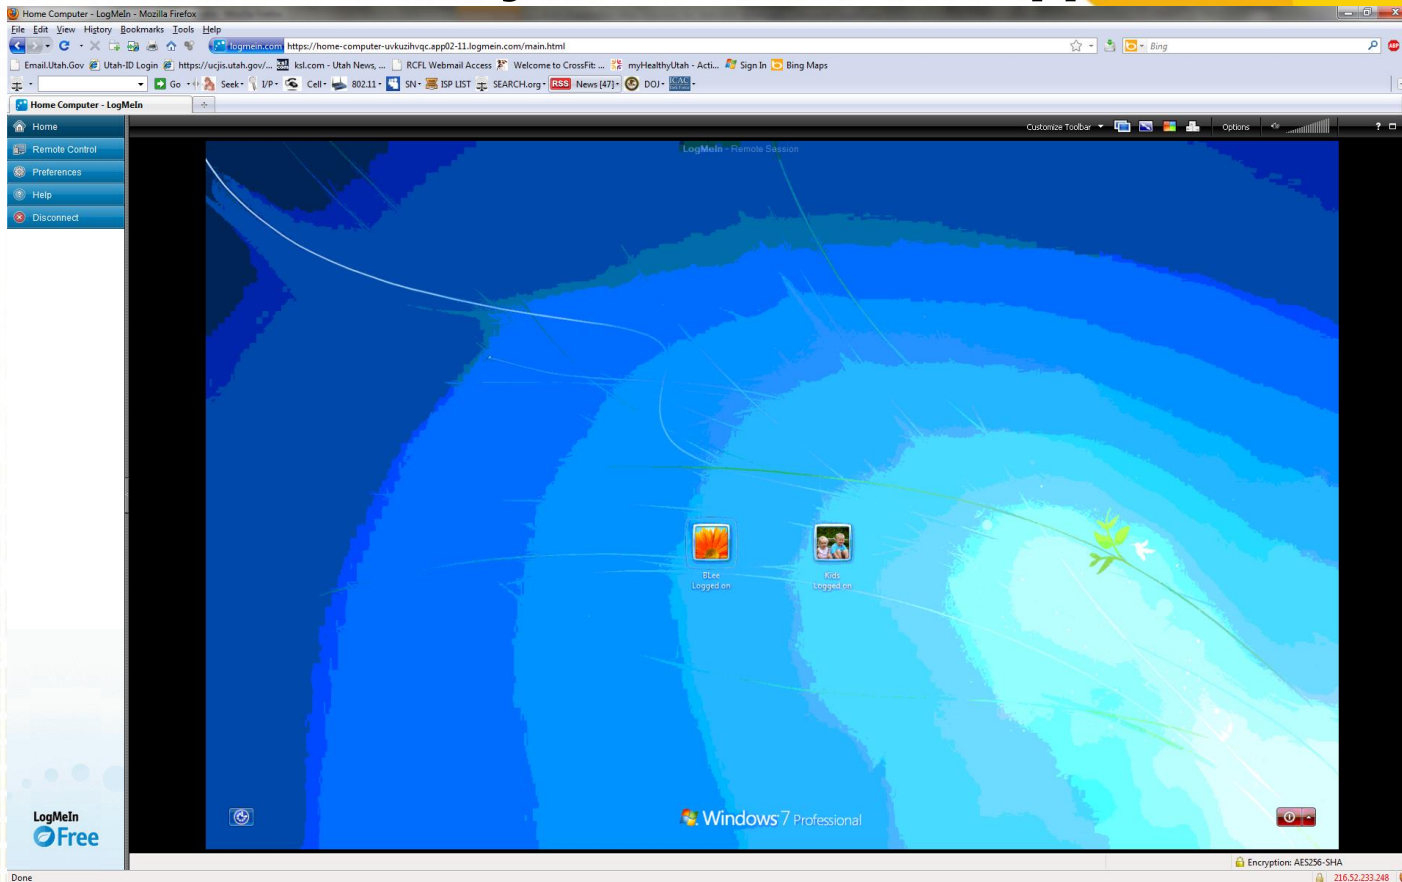 Home Computer - LogMeIn - Mozilla Firefox
File Edit View History Bookmarks Tools Help
logmein.com https://home-computer-uvkuzihvqc.app02-11.logmein.com/main.html Bing
Email.Utah.Gov Utah-ID Login https://ucjis.utah.gov/... ksl.com - Utah News, ... RCFL Webmail Access Welcome to CrossFit: ... myHealthyUtah - Acti... Sign In Bing Maps
Go Seek I/P Cell 802.11 SN ISP LIST SEARCH.org RSS News [47] DOJ ICAC
Home Computer - LogMeIn
Home Customize Toolbar Options ?
Remote Control
LogMeIn - Remote Session
Preferences
Help
Disconnect
BLee
Logged on
Kids
Logged on
LogMeIn
Free
Windows 7 Professional
Encryption: AES256-SHA
Done 216.52.233.248